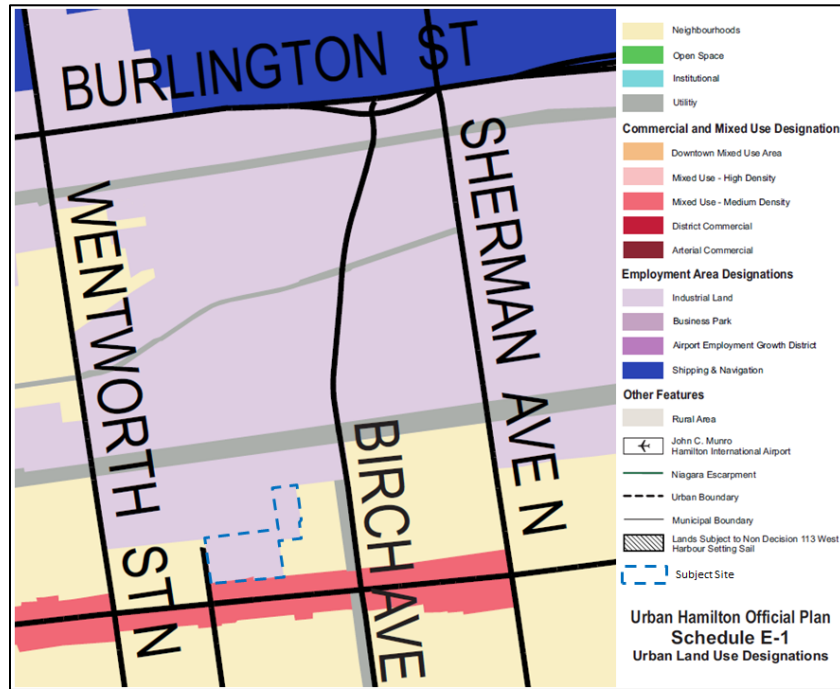 BURLINGTON ST
WENTWORTH ST N
SHERMAN AVE N
BIRCH AVE
Neighbourhoods
Open Space
Institutional
Utilitiy
Commercial and Mixed Use Designation
Downtown Mixed Use Area
Mixed Use - High Density
Mixed Use - Medium Density
District Commercial
Arterial Commercial
Employment Area Designations
Industrial Land
Business Park
Airport Employment Growth District
Shipping & Navigation
Other Features
Rural Area
John C. Munro
Hamilton International Airport
Niagara Escarpment
Urban Boundary
Municipal Boundary
Lands Subject to Non Decision 113 West
Harbour Setting Sail
Subject Site
Urban Hamilton Official Plan
Schedule E-1
Urban Land Use Designations